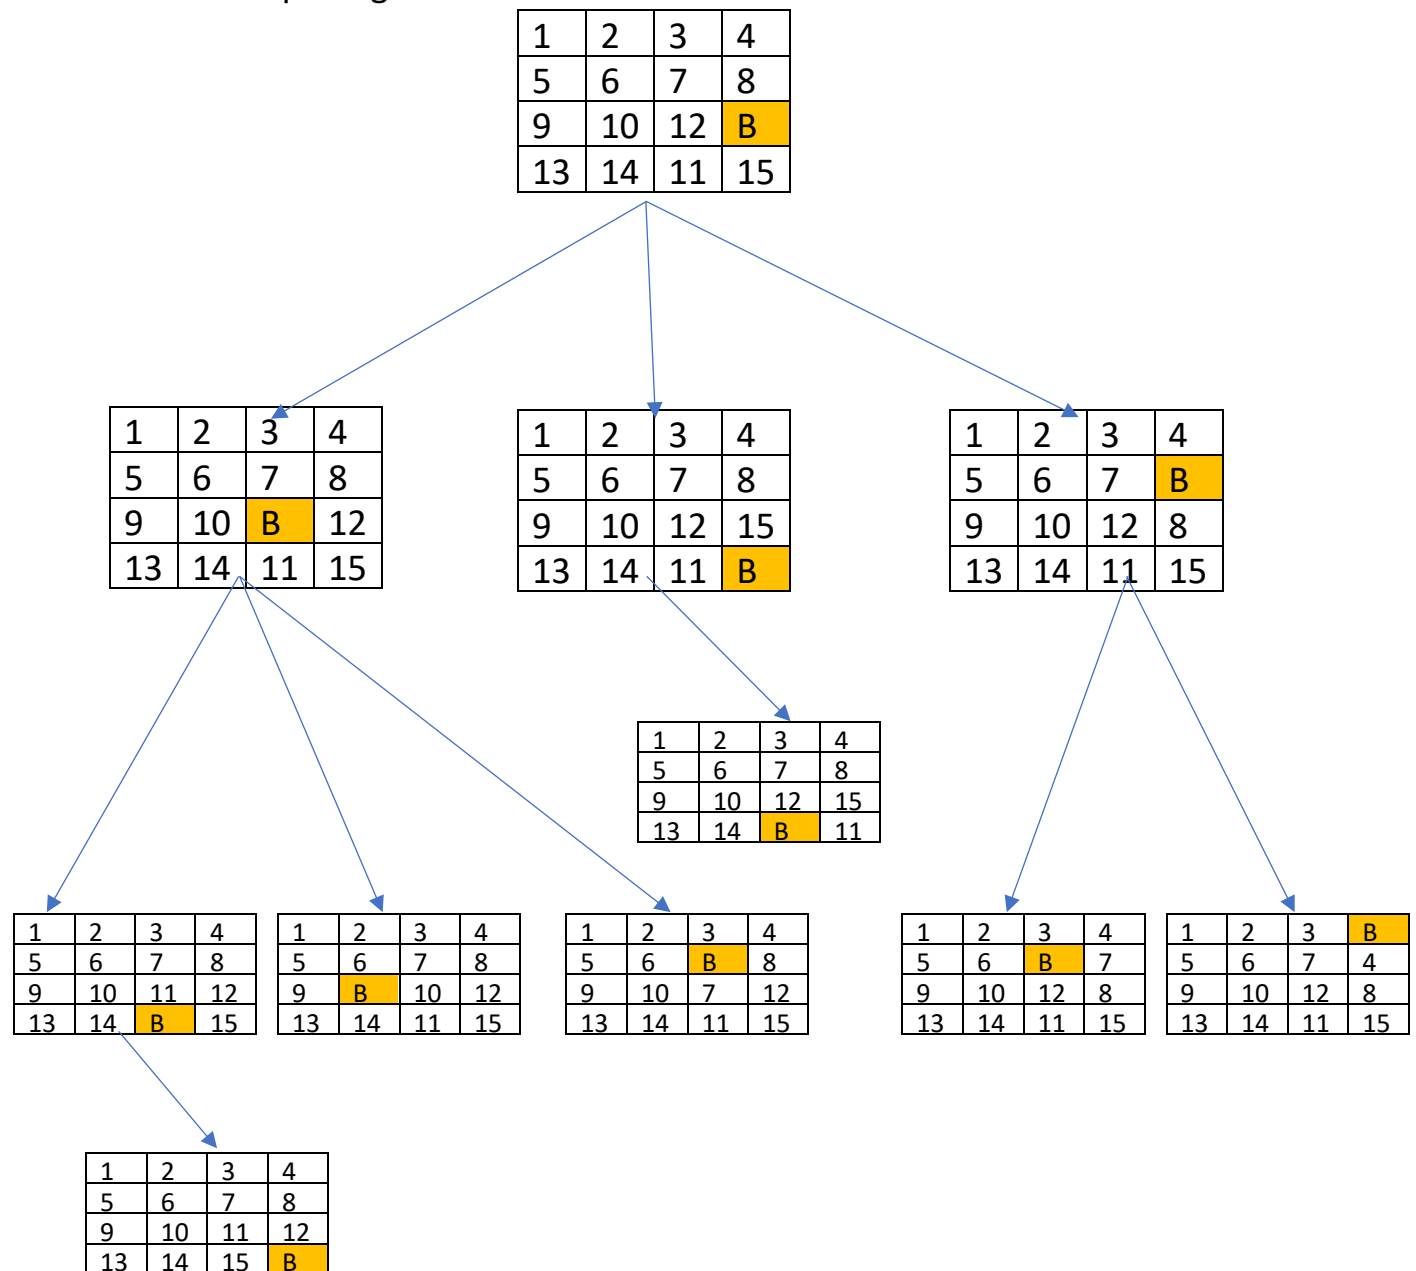 1 2 3 4
5 6 7 8
9 10 12 B
13 14 11 15
1 2 3 4
5 6 7 8
9 10 B 12
13 14 11 15
1 2 3 4
5 6 7 8
9 10 12 15
13 14 11 B
1 2 3 4
5 6 7 B
9 10 12 8
13 14 11 15
1 2 3 4
5 6 7 8
9 10 12 15
13 14 B 11
1 2 3 4
5 6 7 8
9 10 11 12
13 14 B 15
1 2 3 4
5 6 7 8
9 B 10 12
13 14 11 15
1 2 3 4
5 6 B 8
9 10 7 12
13 14 11 15
1 2 3 4
5 6 B 7
9 10 12 8
13 14 11 15
1 2 3 B
5 6 7 4
9 10 12 8
13 14 11 15
1 2 3 4
5 6 7 8
9 10 11 12
13 14 15 B